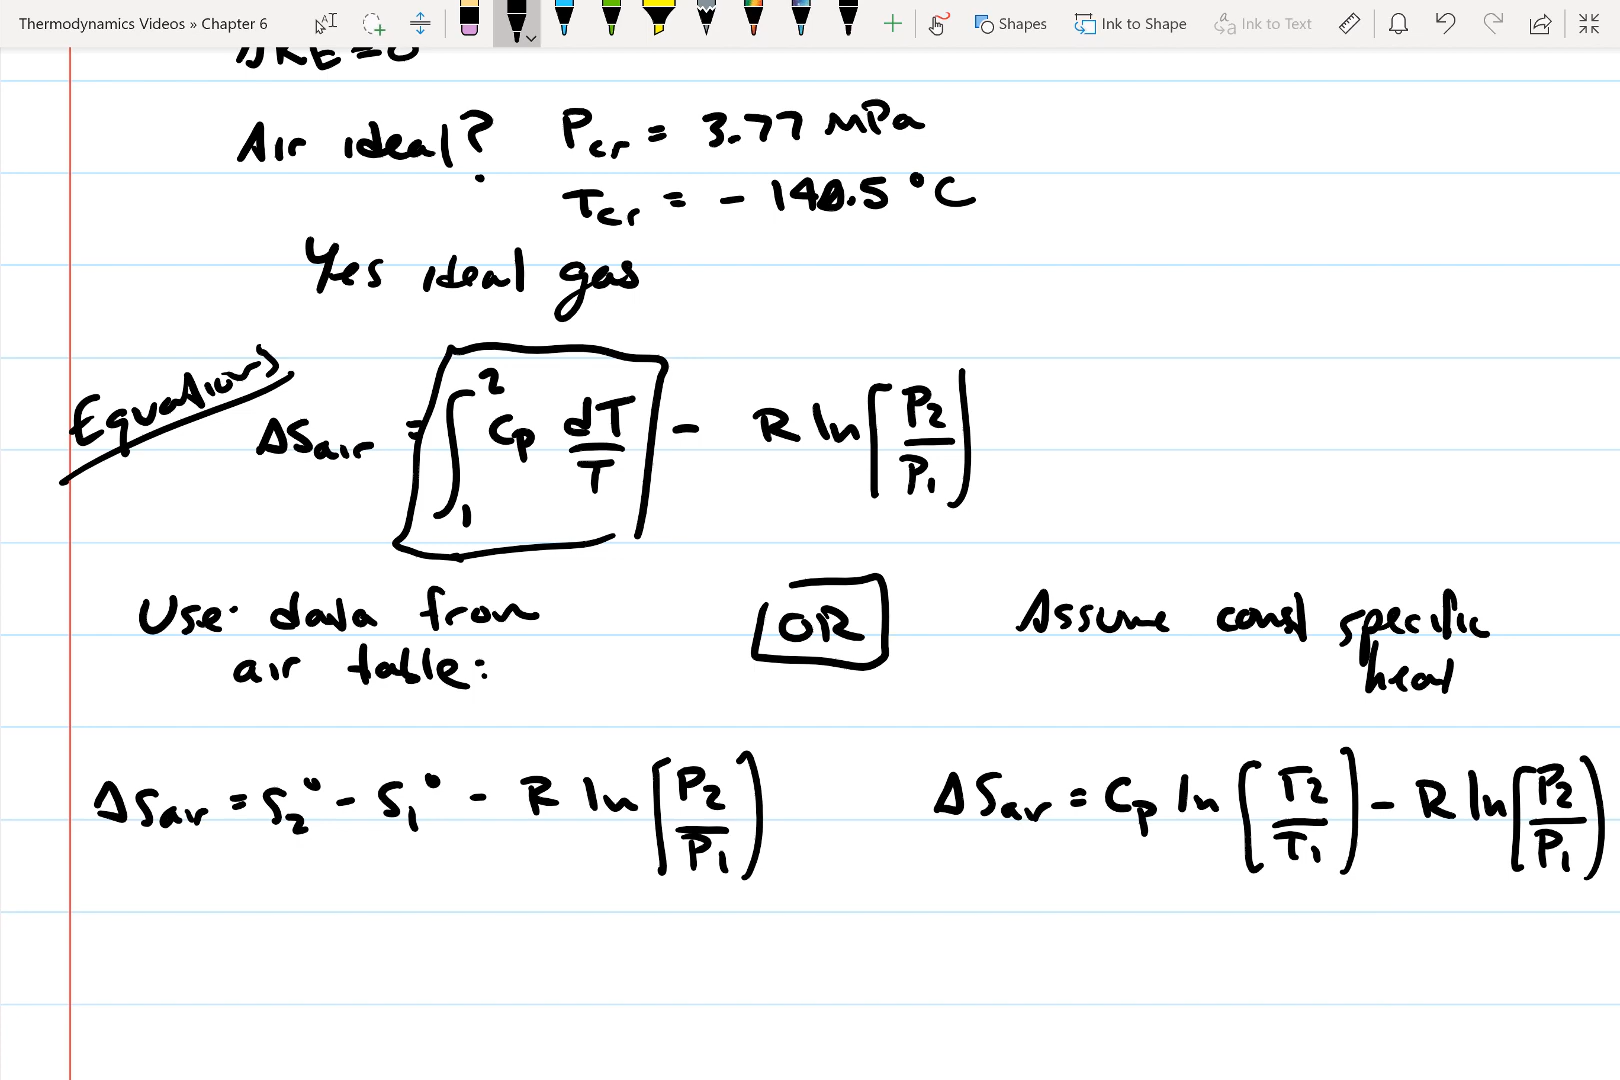 Thermodynamics Videos » Chapter 6
Shapes
Ink to Shape
Ink to Text
ΔKE = 0
Air ideal? Pcr = 3.77 MPa
Tcr = - 140.5 °C
Yes ideal gas
Equations
ΔSair = ∫₁² Cp dT/T - R ln [P2/P1]
Use data from
air table:
OR
Assume const specific
heat
ΔSair = S2° - S1° - R ln [P2/P1]
ΔSair = Cp ln [T2/T1] - R ln [P2/P1]